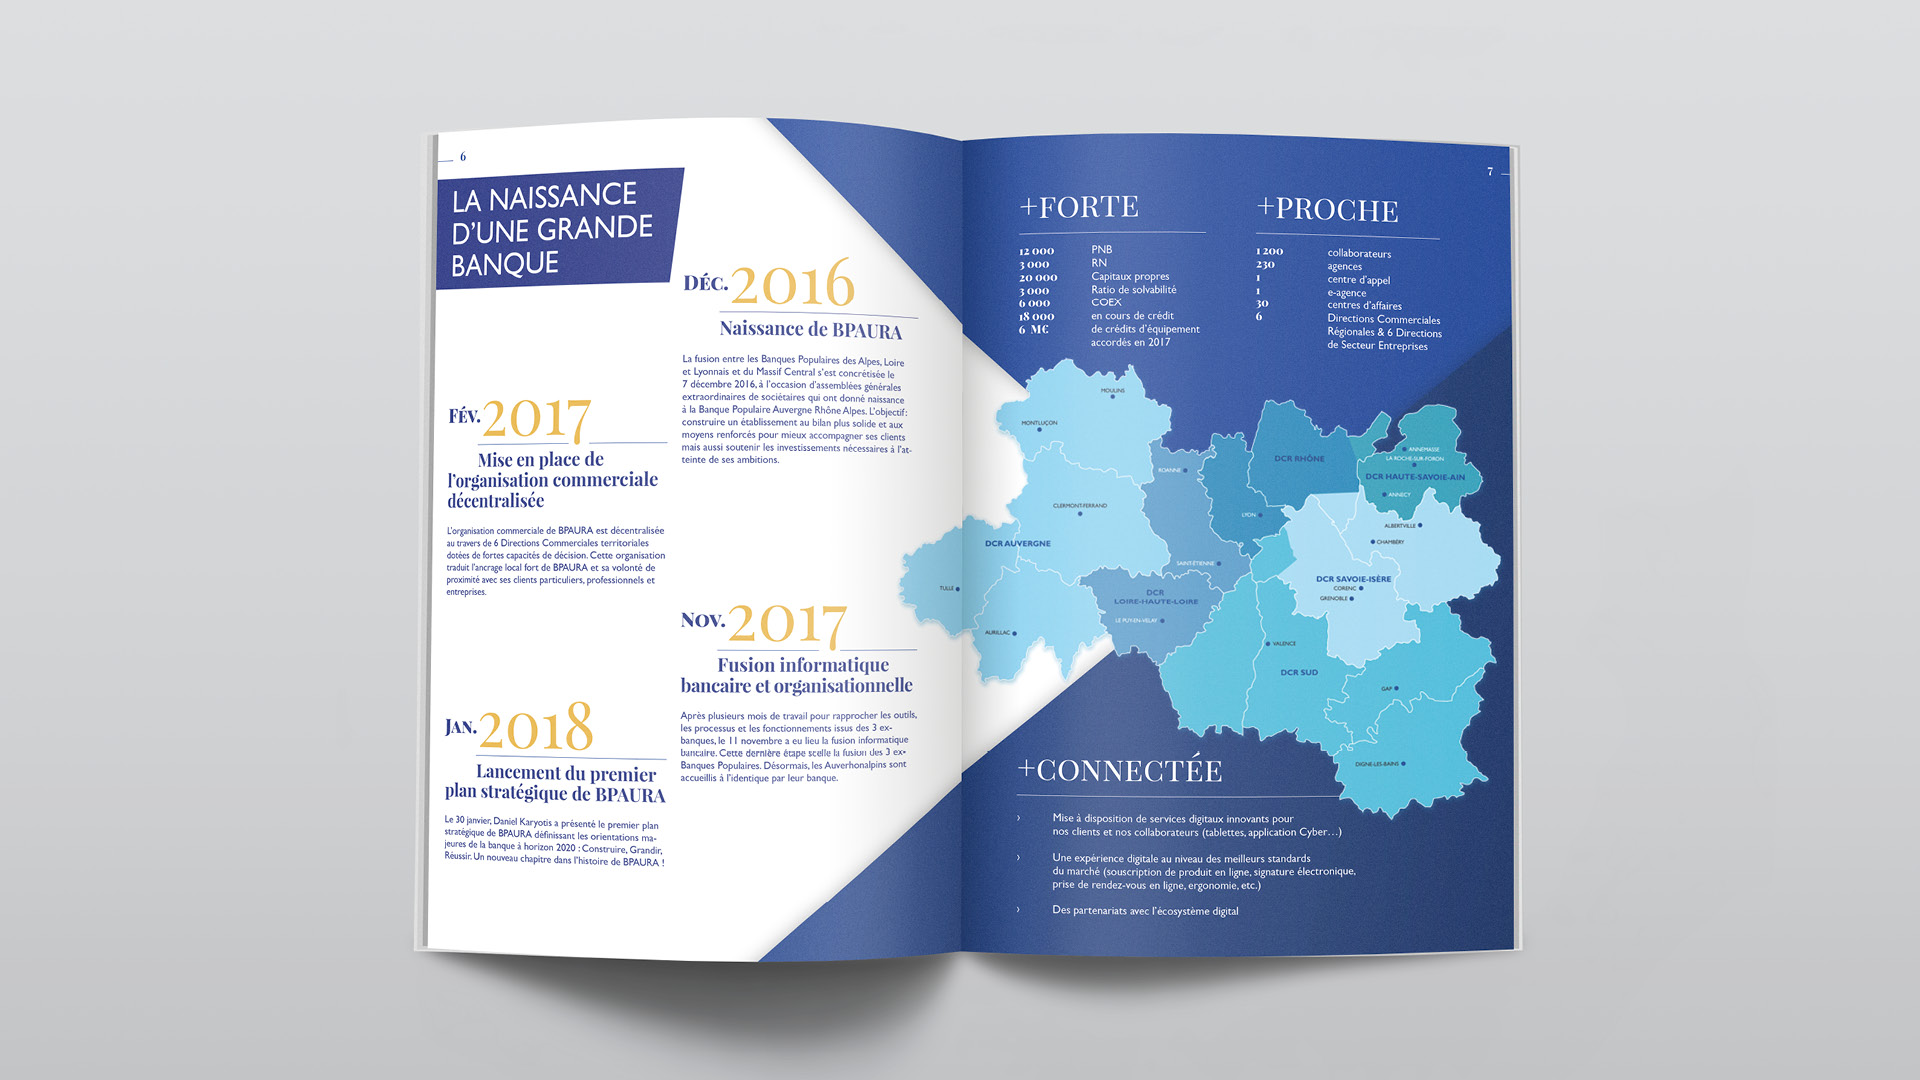 6
LA NAISSANCE
D'UNE GRANDE
BANQUE
DÉC. 2016
Naissance de BPAURA
La fusion entre les Banques Populaires des Alpes, Loire
et Lyonnais et du Massif Central s'est concrétisée le
7 décembre 2016, à l'occasion d'assemblées générales
extraordinaires de sociétaires qui ont donné naissance
à la Banque Populaire Auvergne Rhône Alpes. L'objectif :
construire un établissement au bilan plus solide et aux
moyens renforcés pour mieux accompagner ses clients
mais aussi soutenir les investissements nécessaires à l'at-
teinte de ses ambitions.
FÉV. 2017
Mise en place de
l'organisation commerciale
décentralisée
L'organisation commerciale de BPAURA est décentralisée
au travers de 6 Directions Commerciales territoriales
dotées de fortes capacités de décision. Cette organisation
traduit l'ancrage local fort de BPAURA et sa volonté de
proximité avec ses clients particuliers, professionnels et
entreprises.
NOV. 2017
Fusion informatique
bancaire et organisationnelle
Après plusieurs mois de travail pour rapprocher les outils,
les processus et les fonctionnements issus des 3 ex-
banques, le 11 novembre a eu lieu la fusion informatique
bancaire. Cette dernière étape scelle la fusion des 3 ex-
Banques Populaires. Désormais, les Auverhonalpins sont
accueillis à l'identique par leur banque.
JAN. 2018
Lancement du premier
plan stratégique de BPAURA
Le 30 janvier, Daniel Karyotis a présenté le premier plan
stratégique de BPAURA définissant les orientations ma-
jeures de la banque à horizon 2020 : Construire, Grandir,
Réussir. Un nouveau chapitre dans l'histoire de BPAURA !
7
+FORTE
12 000 PNB
3 000 RN
20 000 Capitaux propres
3 000 Ratio de solvabilité
6 000 COEX
18 000 en cours de crédit
6 M€ de crédits d'équipement
accordés en 2017
+PROCHE
1 200 collaborateurs
230 agences
1 centre d'appel
1 e-agence
30 centres d'affaires
6 Directions Commerciales
Régionales & 6 Directions
de Secteur Entreprises
MOULINS
MONTLUÇON
ROANNE
CLERMONT-FERRAND
DCR AUVERGNE
TULLE
AURILLAC
SAINT-ÉTIENNE
DCR
LOIRE-HAUTE-LOIRE
LE PUY-EN-VELAY
DCR RHÔNE
LYON
ANNEMASSE
LA ROCHE-SUR-FORON
DCR HAUTE-SAVOIE-AIN
ANNECY
ALBERTVILLE
CHAMBÉRY
DCR SAVOIE-ISÈRE
CORENC
GRENOBLE
VALENCE
DCR SUD
GAP
DIGNE-LES-BAINS
+CONNECTÉE
› Mise à disposition de services digitaux innovants pour
nos clients et nos collaborateurs (tablettes, application Cyber…)
› Une expérience digitale au niveau des meilleurs standards
du marché (souscription de produit en ligne, signature électronique,
prise de rendez-vous en ligne, ergonomie, etc.)
› Des partenariats avec l'écosystème digital